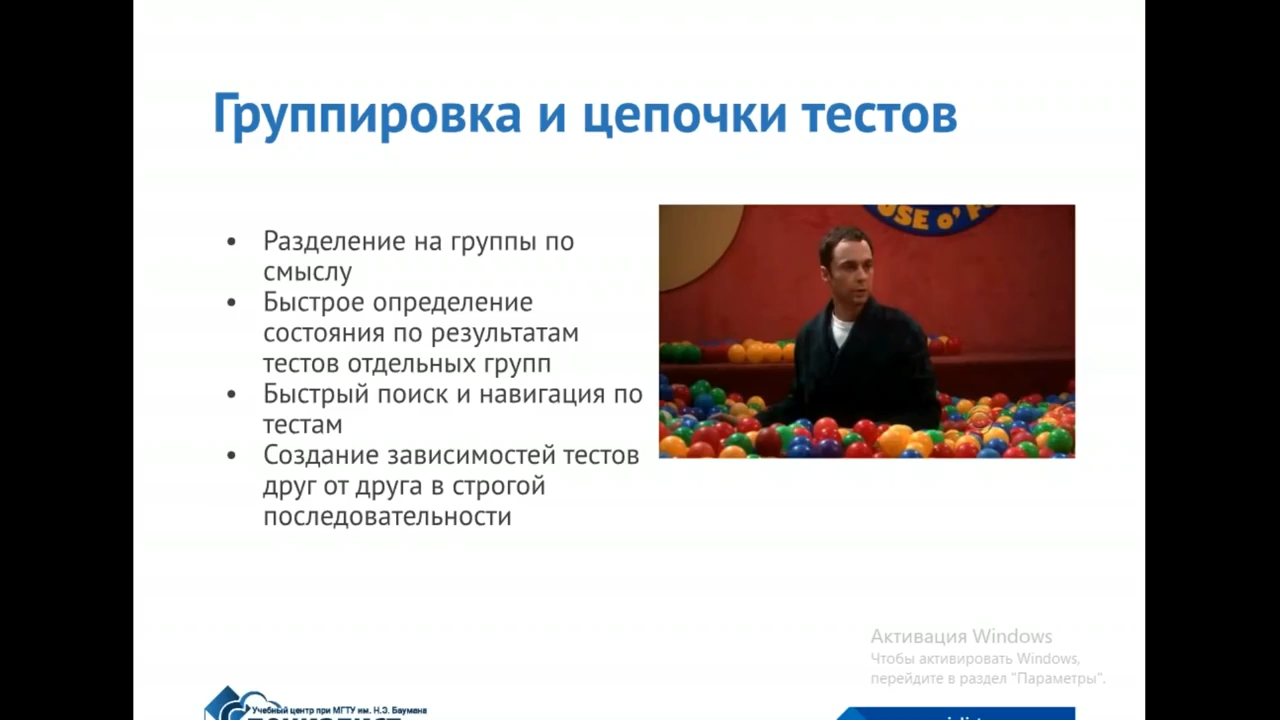 Группировка и цепочки тестов
• Разделение на группы по
смыслу
• Быстрое определение
состояния по результатам
тестов отдельных групп
• Быстрый поиск и навигация по
тестам
• Создание зависимостей тестов
друг от друга в строгой
последовательности
USE O'
Активация Windows
Чтобы активировать Windows,
перейдите в раздел "Параметры".
Учебный центр при МГТУ им. Н.Э. Баумана